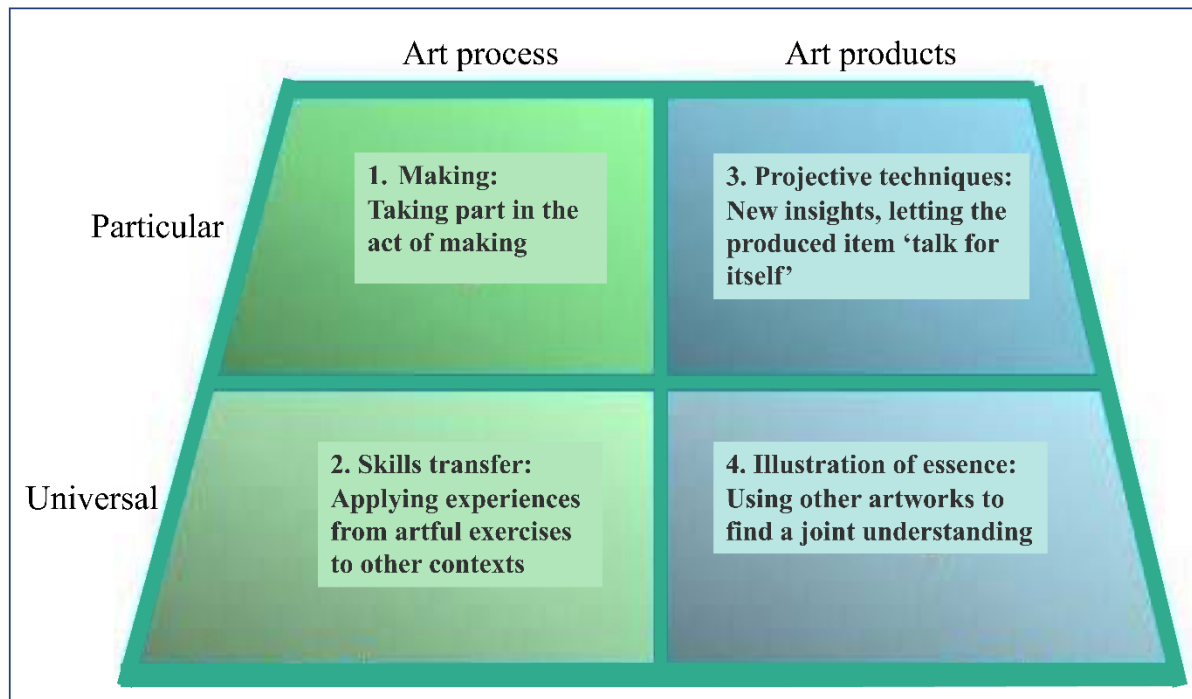 Art process
Art products
Particular
1. Making:
Taking part in the
act of making
3. Projective techniques:
New insights, letting the
produced item ‘talk for
itself’
Universal
2. Skills transfer:
Applying experiences
from artful exercises
to other contexts
4. Illustration of essence:
Using other artworks to
find a joint understanding